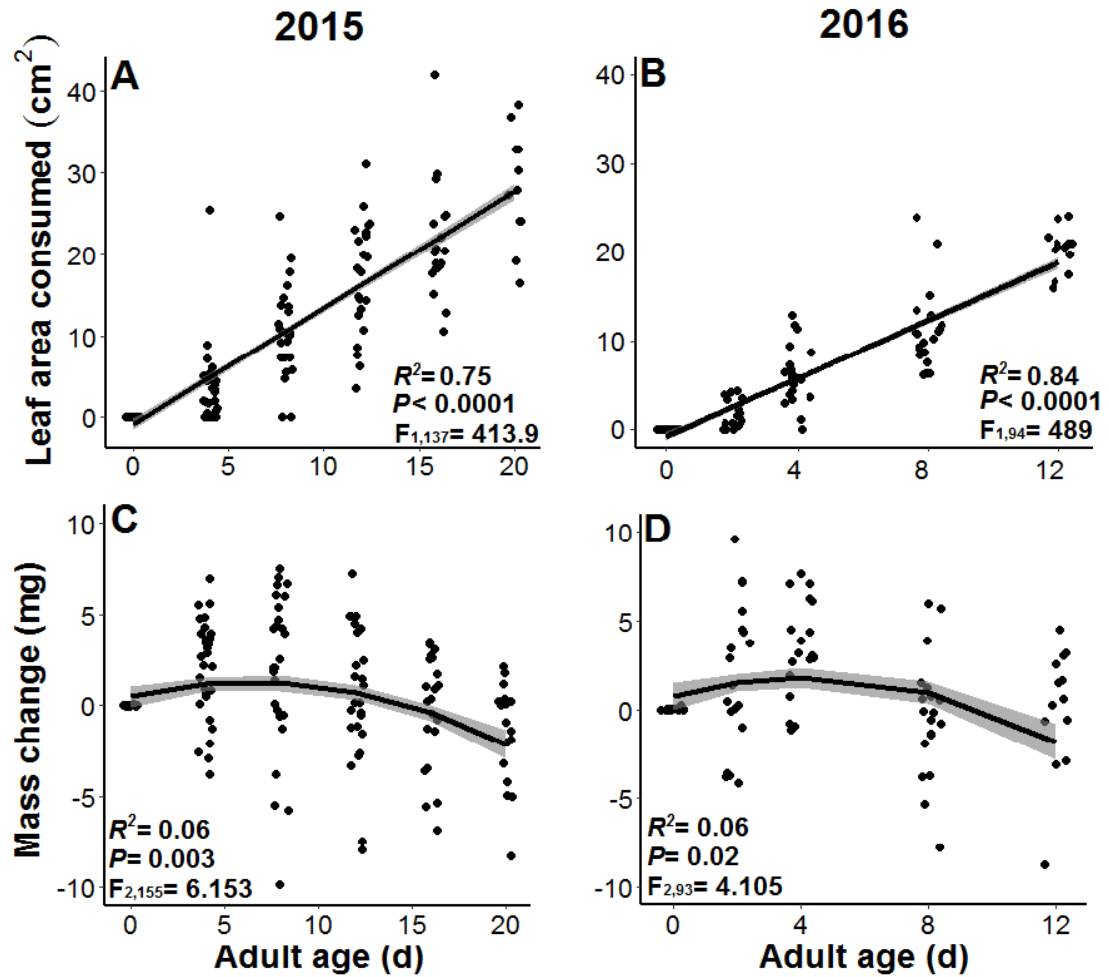 2015
2016
Leaf area consumed (cm²)
A
40
30
20
10
0
R²= 0.75
P< 0.0001
F1,137= 413.9
0 5 10 15 20
B
40
30
20
10
0
R²= 0.84
P< 0.0001
F1,94= 489
0 4 8 12
Mass change (mg)
C
10
5
0
-5
-10
R²= 0.06
P= 0.003
F2,155= 6.153
0 5 10 15 20
Adult age (d)
D
10
5
0
-5
-10
R²= 0.06
P= 0.02
F2,93= 4.105
0 4 8 12
Adult age (d)